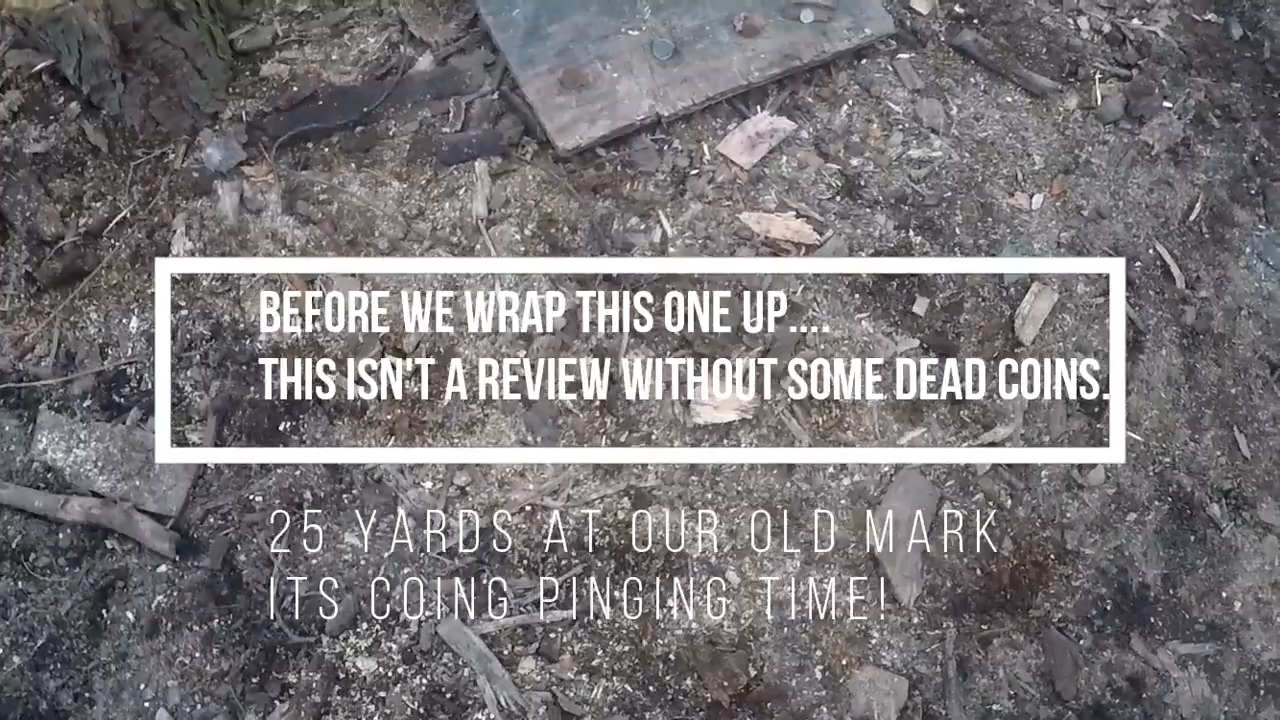 BEFORE WE WRAP THIS ONE UP....
THIS ISN'T A REVIEW WITHOUT SOME DEAD COINS.
25 YARDS AT OUR OLD MARK
ITS COING PINGING TIME!